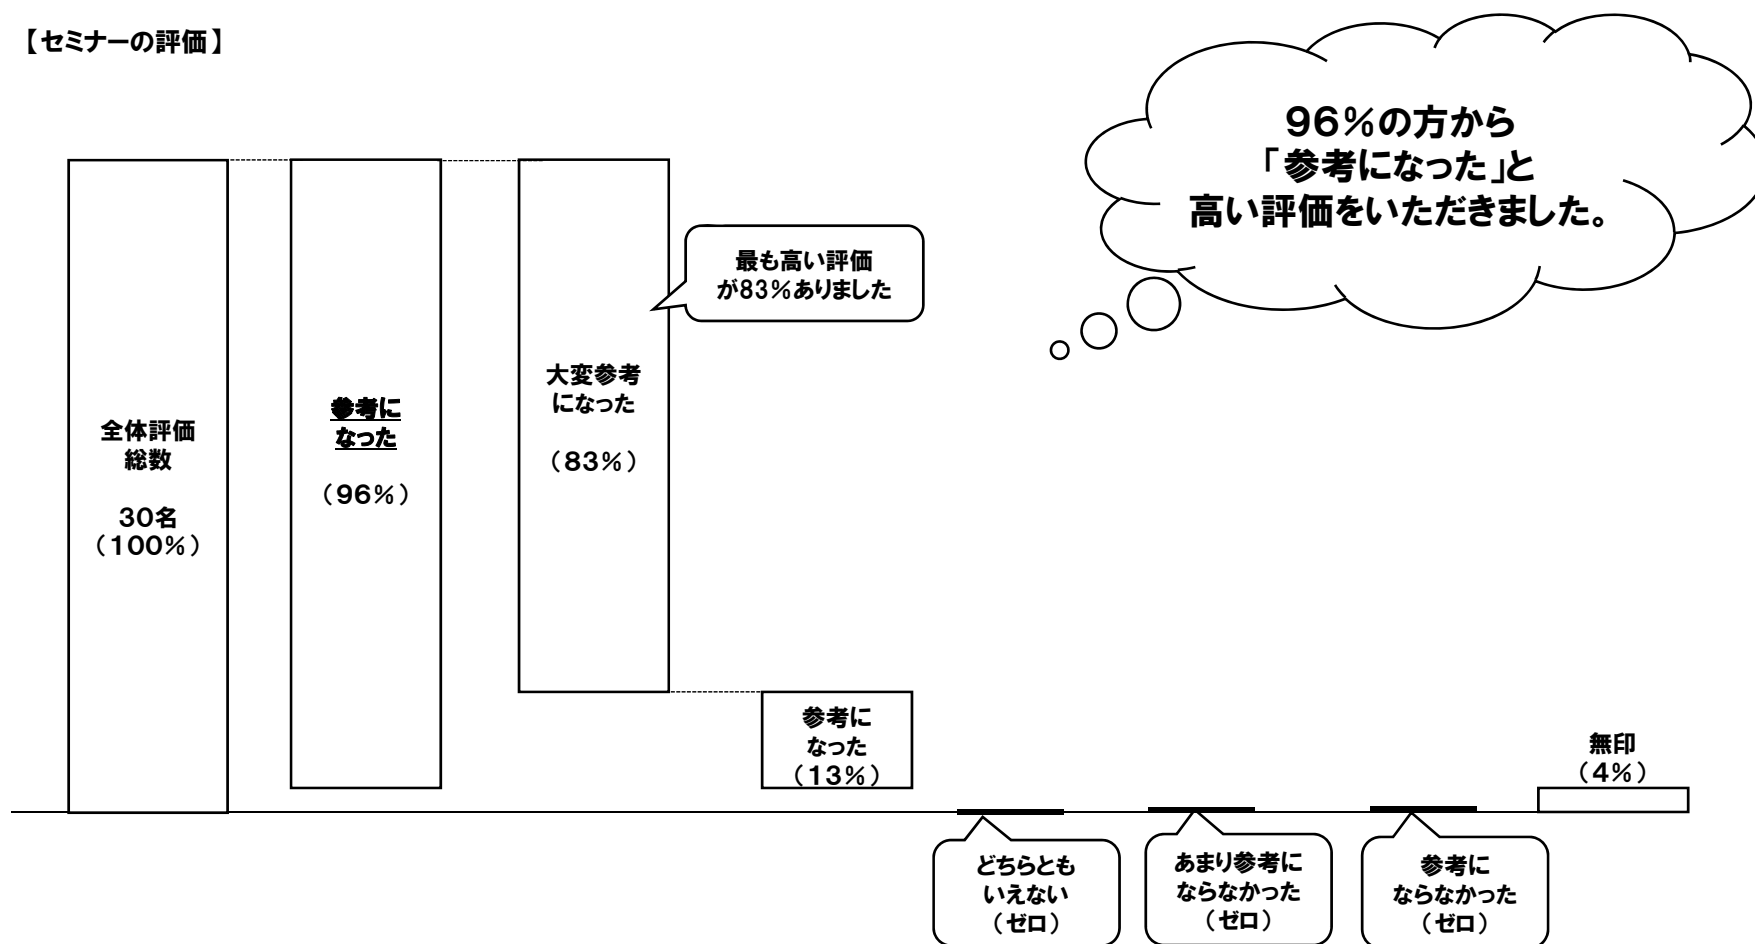 【セミナーの評価】
96%の方から
「参考になった」と
高い評価をいただきました。
最も高い評価
が83%ありました
全体評価
総数
30名
(100%)
参考に
なった
(96%)
大変参考
になった
(83%)
参考に
なった
(13%)
どちらとも
いえない
(ゼロ)
あまり参考に
ならなかった
(ゼロ)
参考に
ならなかった
(ゼロ)
無印
(4%)